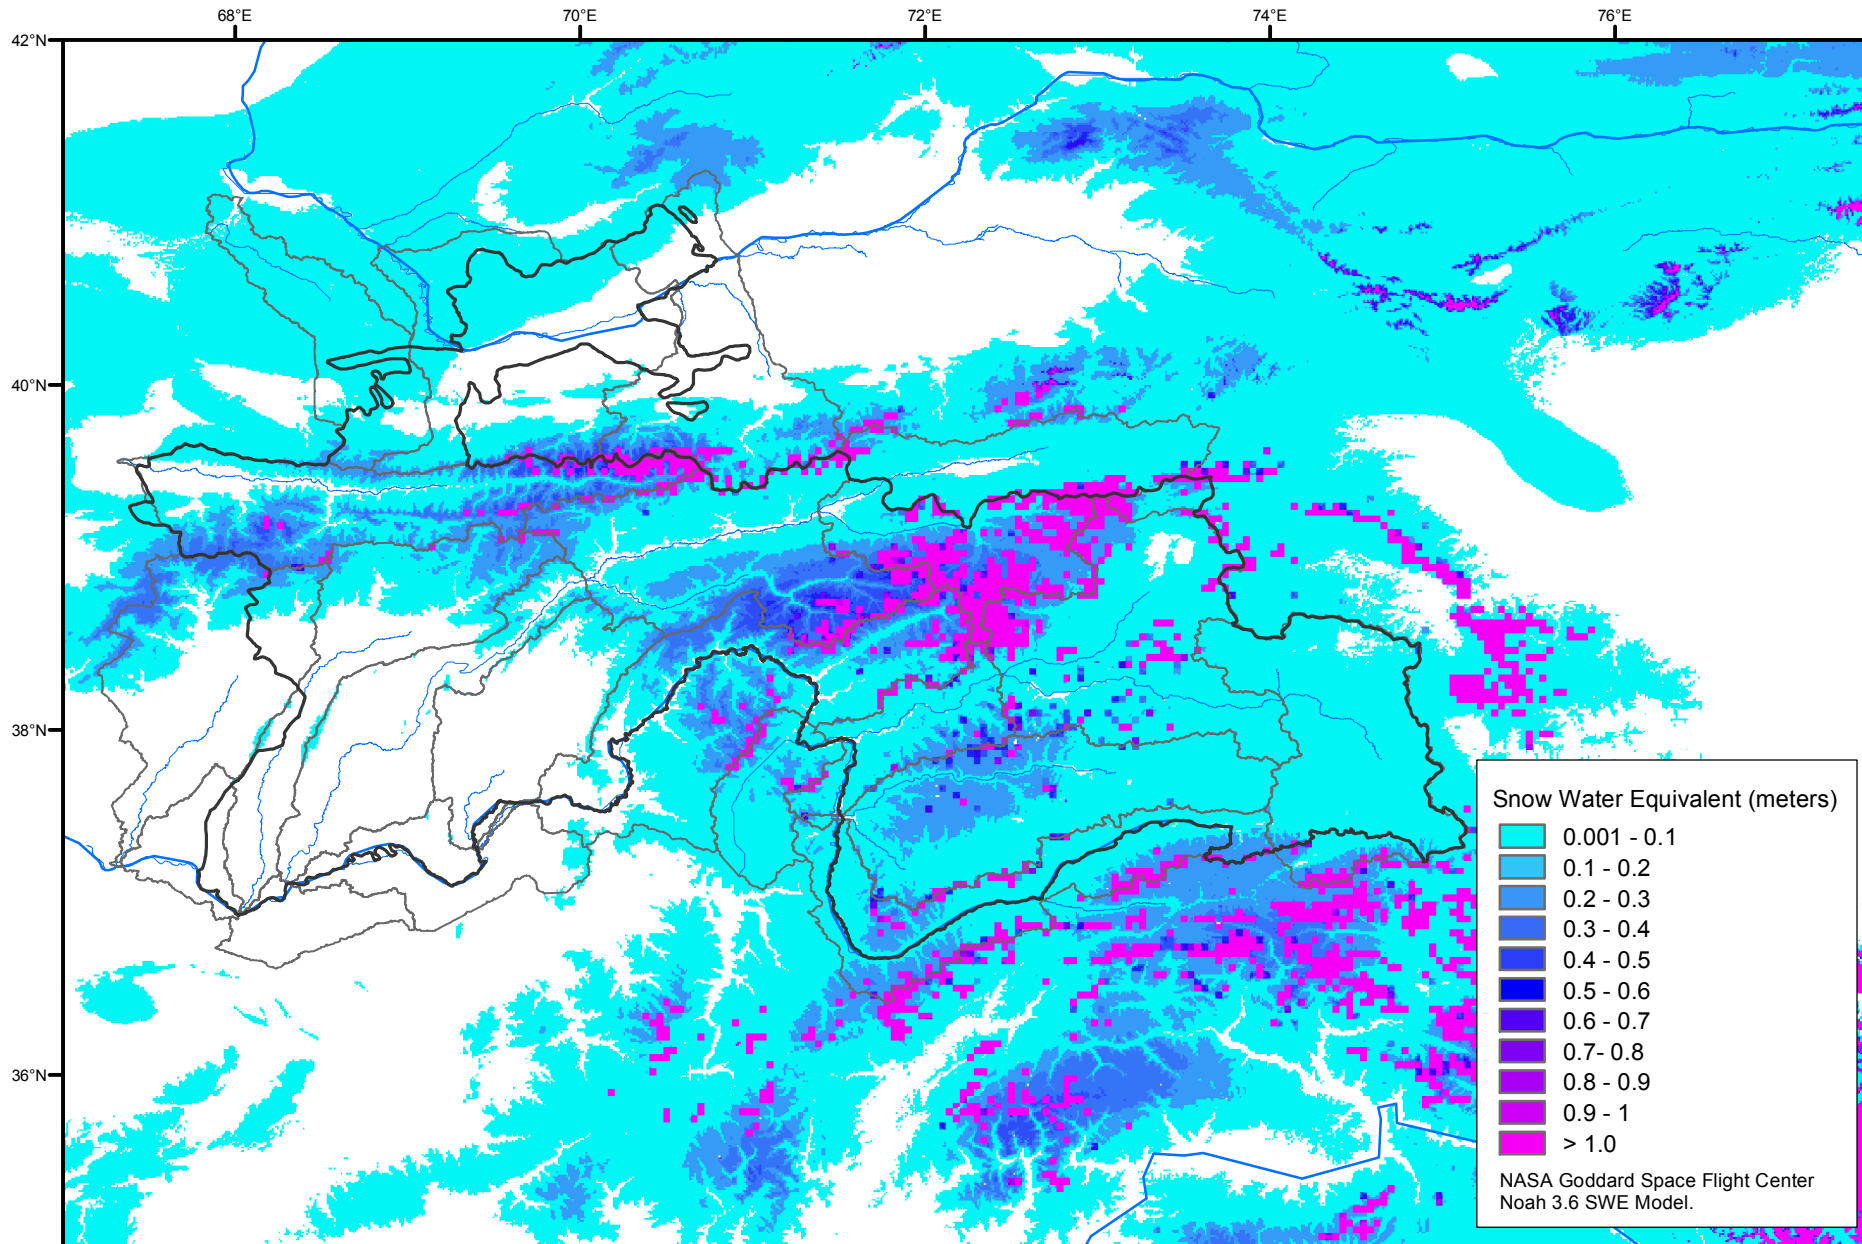 68°E
70°E
72°E
74°E
76°E
42°N
40°N
38°N
36°N
Snow Water Equivalent (meters)
0.001 - 0.1
0.1 - 0.2
0.2 - 0.3
0.3 - 0.4
0.4 - 0.5
0.5 - 0.6
0.6 - 0.7
0.7- 0.8
0.8 - 0.9
0.9 - 1
> 1.0
NASA Goddard Space Flight Center
Noah 3.6 SWE Model.